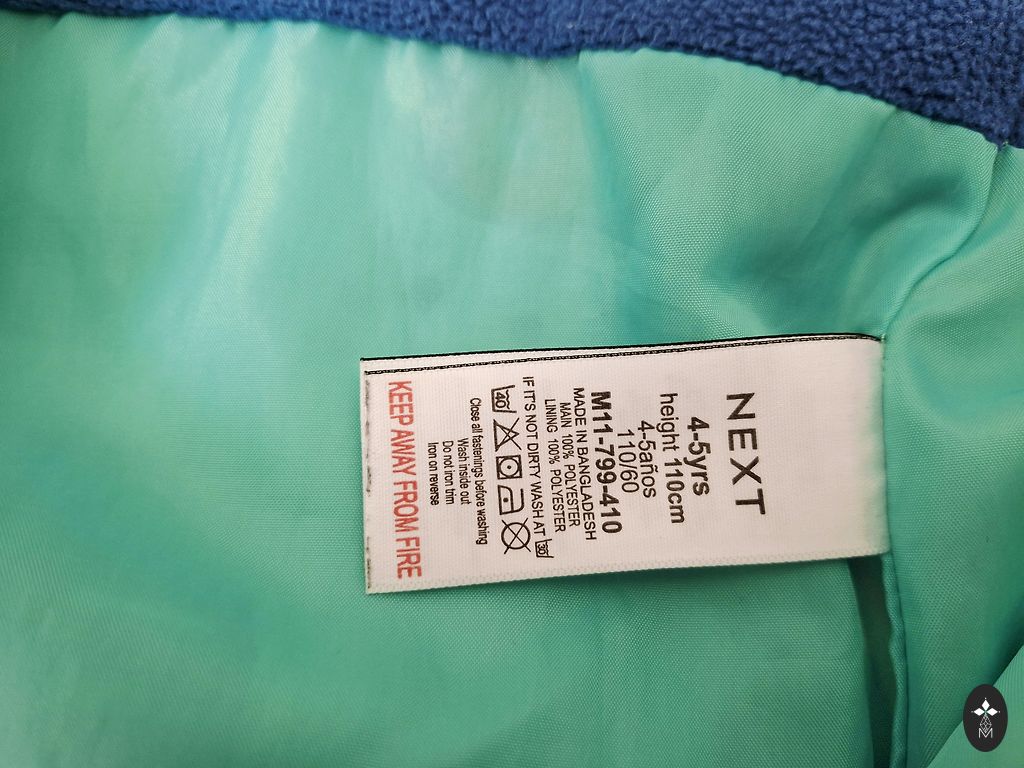 NEXT
4-5yrs
height 110cm
4-5años
110/60
M11-799-410
MADE IN BANGLADESH
MAIN 100% POLYESTER
LINING 100% POLYESTER
IF IT'S NOT DIRTY WASH AT 30
40
Close all fastenings before washing
Wash inside out
Do not iron trim
Iron on reverse
KEEP AWAY FROM FIRE
M